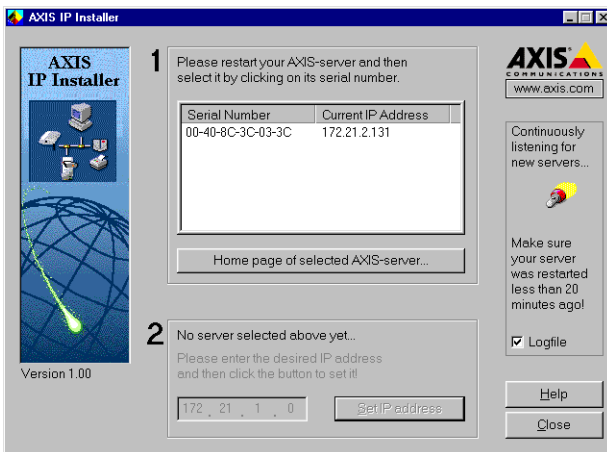 AXIS IP Installer
AXIS
IP Installer
Version 1.00
1
Please restart your AXIS-server and then
select it by clicking on its serial number.
Serial Number Current IP Address
00-40-8C-3C-03-3C 172.21.2.131
Home page of selected AXIS-server...
2
No server selected above yet...
Please enter the desired IP address
and then click the button to set it!
172 . 21 . 1 . 0
Set IP address
AXIS
COMMUNICATIONS
www.axis.com
Continuously
listening for
new servers...
Make sure
your server
was restarted
less than 20
minutes ago!
Logfile
Help
Close